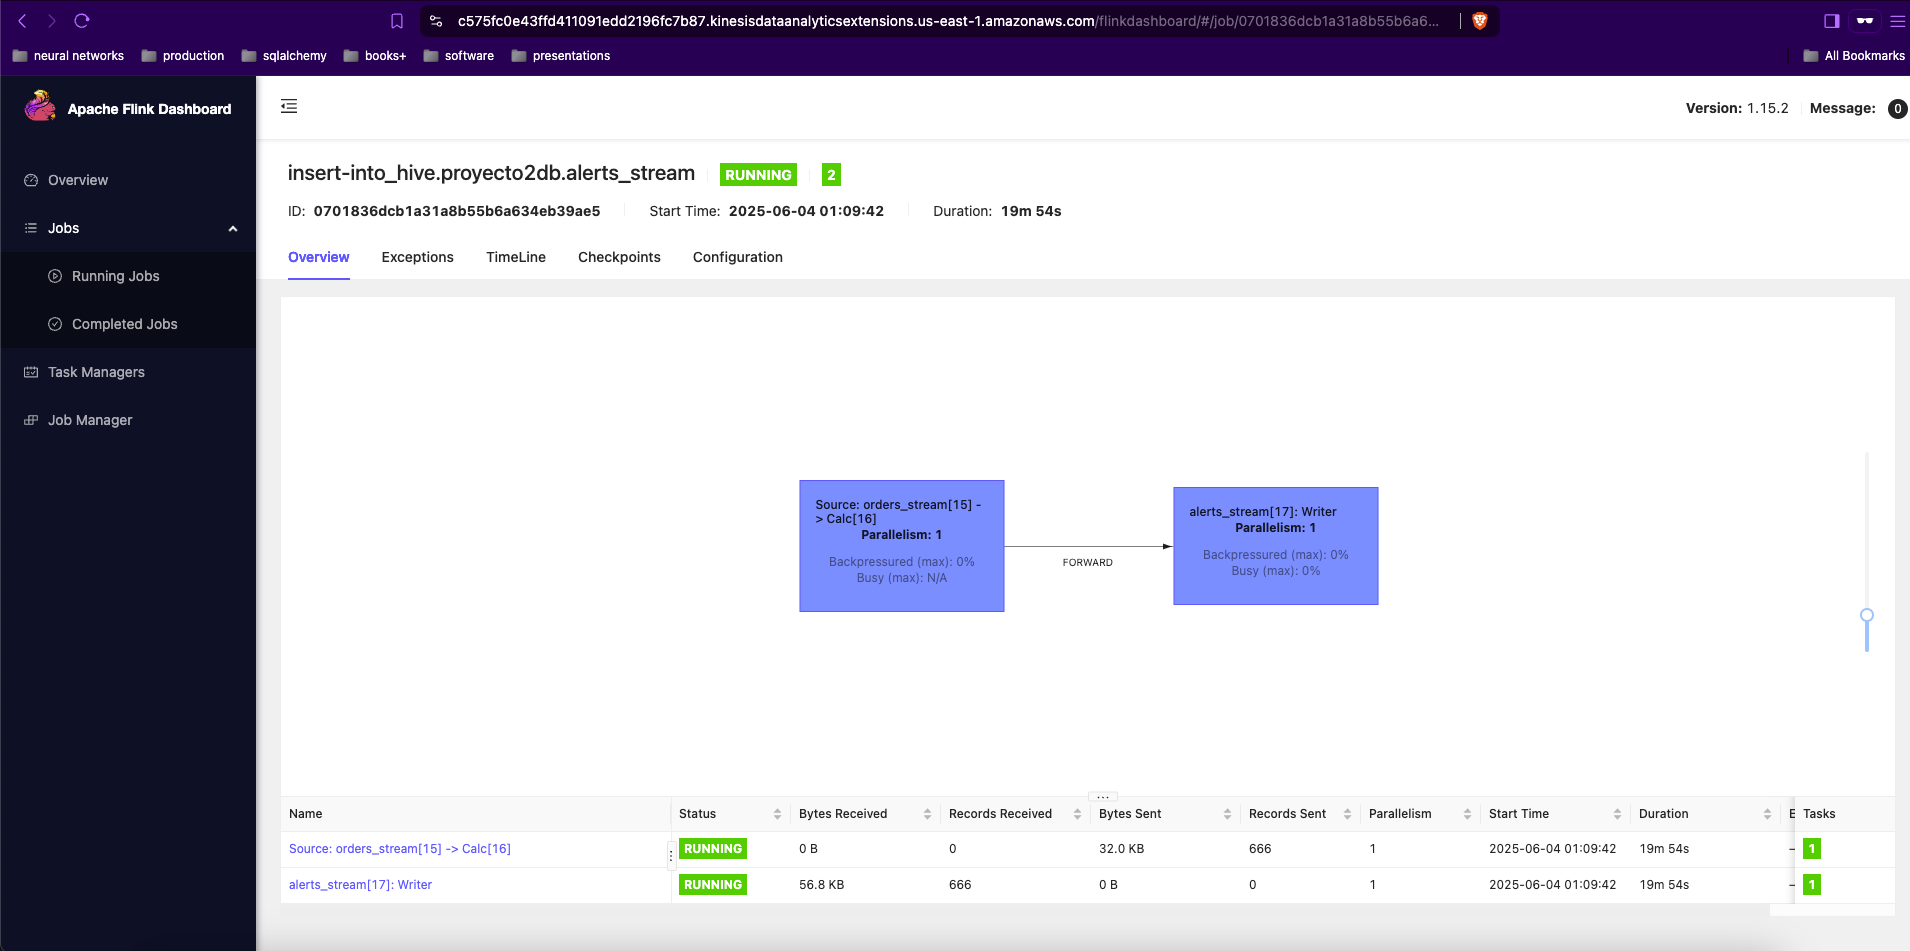 c575fc0e43ffd411091edd2196fc7b87.kinesisdataanalyticsextensions.us-east-1.amazonaws.com/flinkdashboard/#/job/0701836dcb1a31a8b55b6a6...
neural networks production sqlalchemy books+ software presentations All Bookmarks
Apache Flink Dashboard
Version: 1.15.2 Message: 0
Overview
Jobs
Running Jobs
Completed Jobs
Task Managers
Job Manager
insert-into_hive.proyecto2db.alerts_stream RUNNING 2
ID: 0701836dcb1a31a8b55b6a634eb39ae5 Start Time: 2025-06-04 01:09:42 Duration: 19m 54s
Overview Exceptions TimeLine Checkpoints Configuration
Source: orders_stream[15] -
> Calc[16]
Parallelism: 1
Backpressured (max): 0%
Busy (max): N/A
FORWARD
alerts_stream[17]: Writer
Parallelism: 1
Backpressured (max): 0%
Busy (max): 0%
Name Status Bytes Received Records Received Bytes Sent Records Sent Parallelism Start Time Duration Tasks
Source: orders_stream[15] -> Calc[16] RUNNING 0 B 0 32.0 KB 666 1 2025-06-04 01:09:42 19m 54s 1
alerts_stream[17]: Writer RUNNING 56.8 KB 666 0 B 0 1 2025-06-04 01:09:42 19m 54s 1